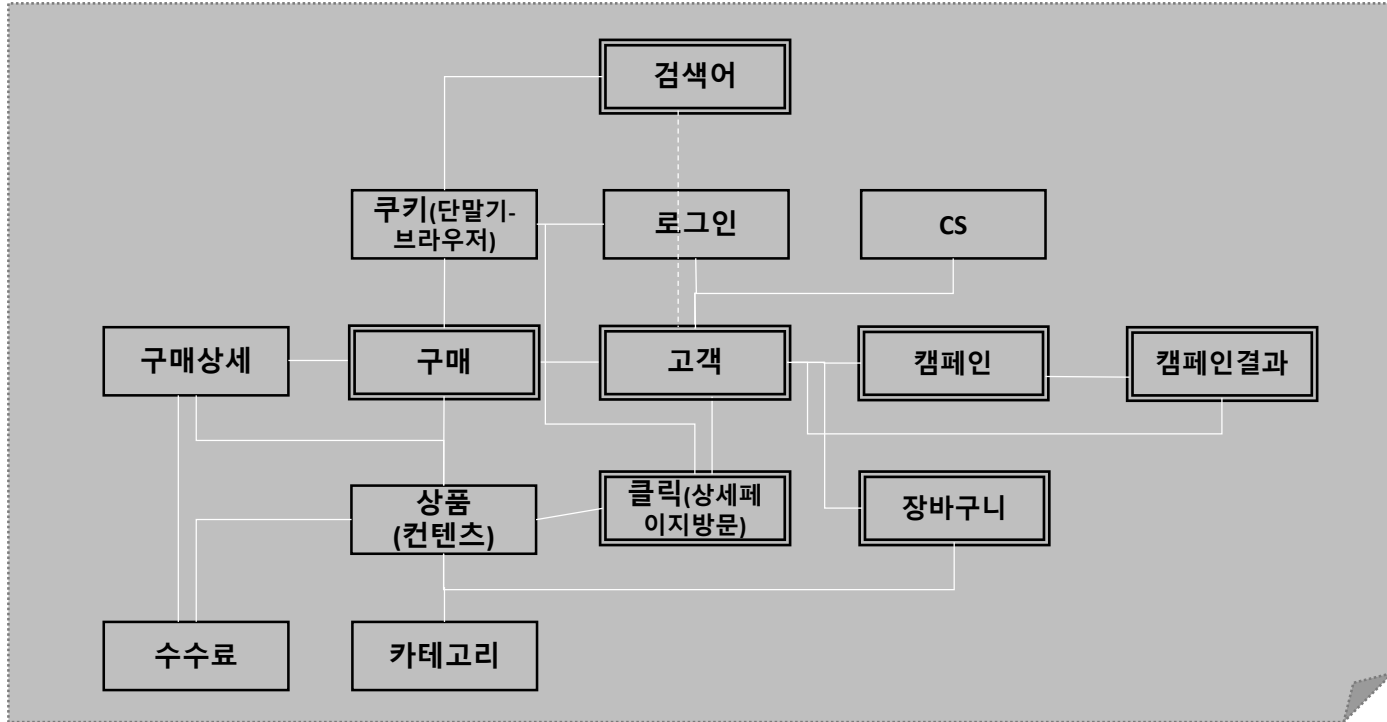 검색어
쿠키(단말기-
브라우저)
로그인
CS
구매상세
구매
고객
캠페인
캠페인결과
상품
(컨텐츠)
클릭(상세페
이지방문)
장바구니
수수료
카테고리